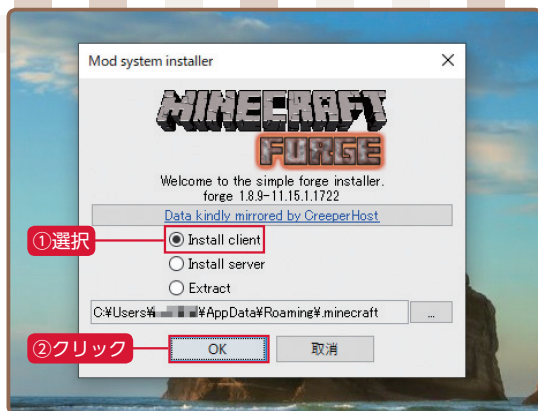 Mod system installer
MINECRAFT
FORGE
Welcome to the simple forge installer.
forge 1.8.9-11.15.1.1722
Data kindly mirrored by CreeperHost
①選択
Install client
Install server
Extract
C:¥Users¥ ¥AppData¥Roaming¥.minecraft
...
②クリック
OK
取消